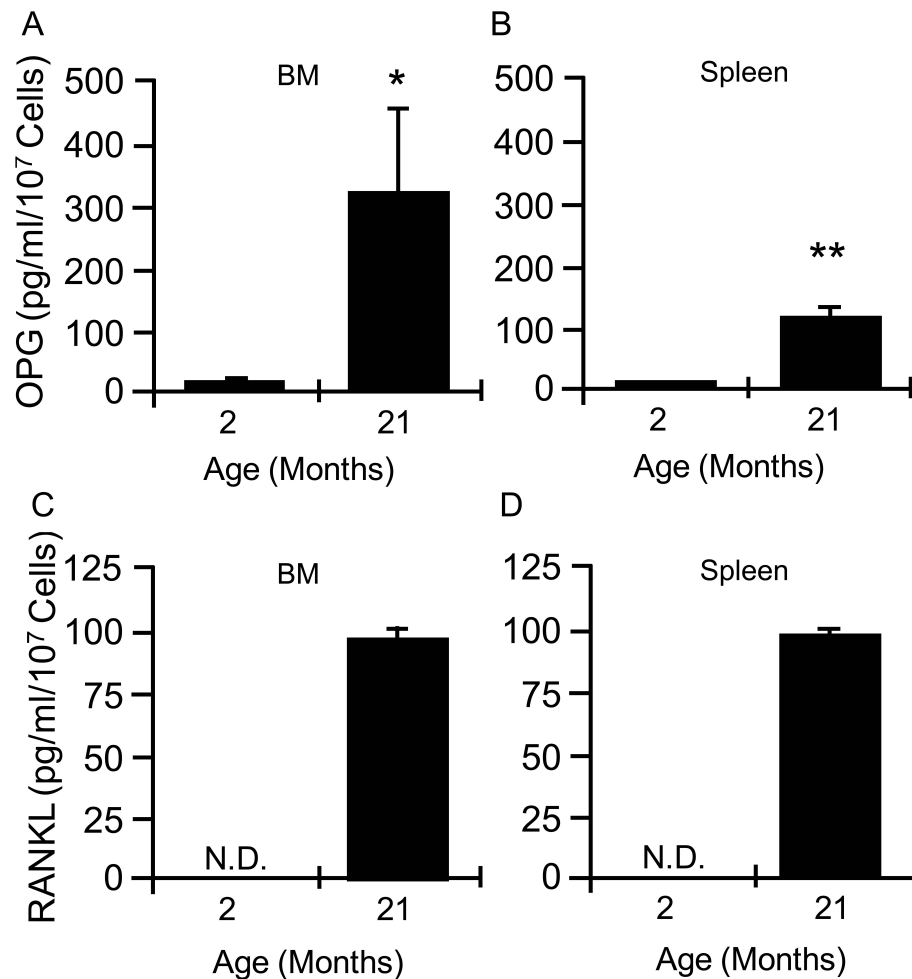 A
BM
OPG (pg/ml/10⁷ Cells)
500
400
300
200
100
0
*
2
21
Age (Months)
B
Spleen
500
400
300
200
100
0
**
2
21
Age (Months)
C
BM
RANKL (pg/ml/10⁷ Cells)
125
100
75
50
25
0
N.D.
2
21
Age (Months)
D
Spleen
125
100
75
50
25
0
N.D.
2
21
Age (Months)